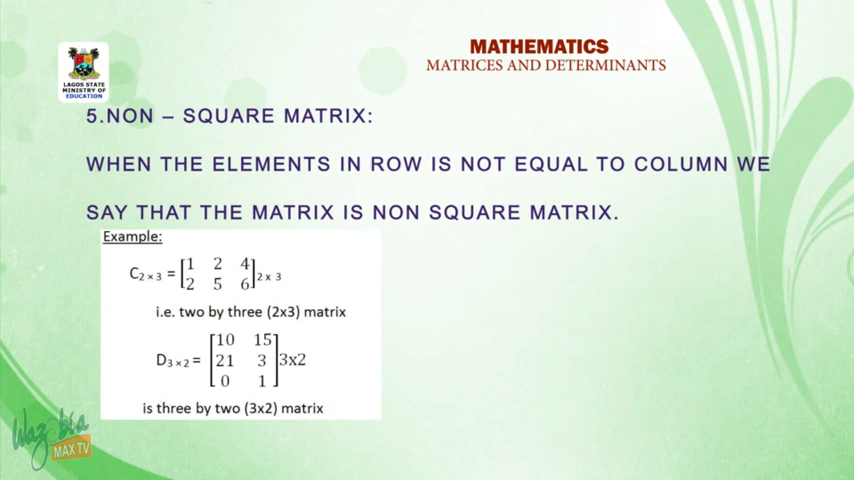 MATHEMATICS
MATRICES AND DETERMINANTS
LAGOS STATE
MINISTRY OF
EDUCATION
5.NON – SQUARE MATRIX:
WHEN THE ELEMENTS IN ROW IS NOT EQUAL TO COLUMN WE
SAY THAT THE MATRIX IS NON SQUARE MATRIX.
Example:
C2 × 3 = [1 2 4
2 5 6]2 x 3
i.e. two by three (2x3) matrix
D3 × 2 = [10 15
21 3
0 1]3x2
is three by two (3x2) matrix
Wazobia
MAX TV